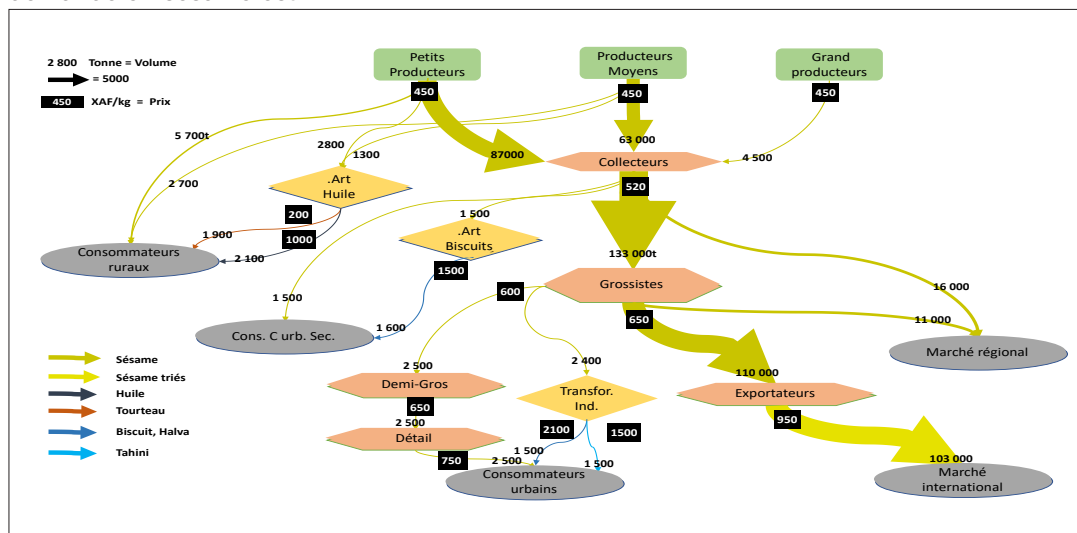 2 800 Tonne = Volume
= 5000
450 XAF/kg = Prix
Petits
Producteurs
Producteurs
Moyens
Grand
producteurs
450
450
450
5 700t
2800
1300
87000
63 000
4 500
Collecteurs
2 700
.Art
Huile
520
200
1 900
1000
2 100
Consommateurs
ruraux
1 500
.Art
Biscuits
1500
133 000t
Grossistes
600
650
16 000
11 000
1 500
1 600
Cons. C urb. Sec.
Marché régional
2 500
2 400
110 000
Demi-Gros
Transfor.
Ind.
Exportateurs
650
950
2 500
2100
1500
Détail
750
1 500
2 500
1 500
Consommateurs
urbains
103 000
Marché
international
Sésame
Sésame triés
Huile
Tourteau
Biscuit, Halva
Tahini